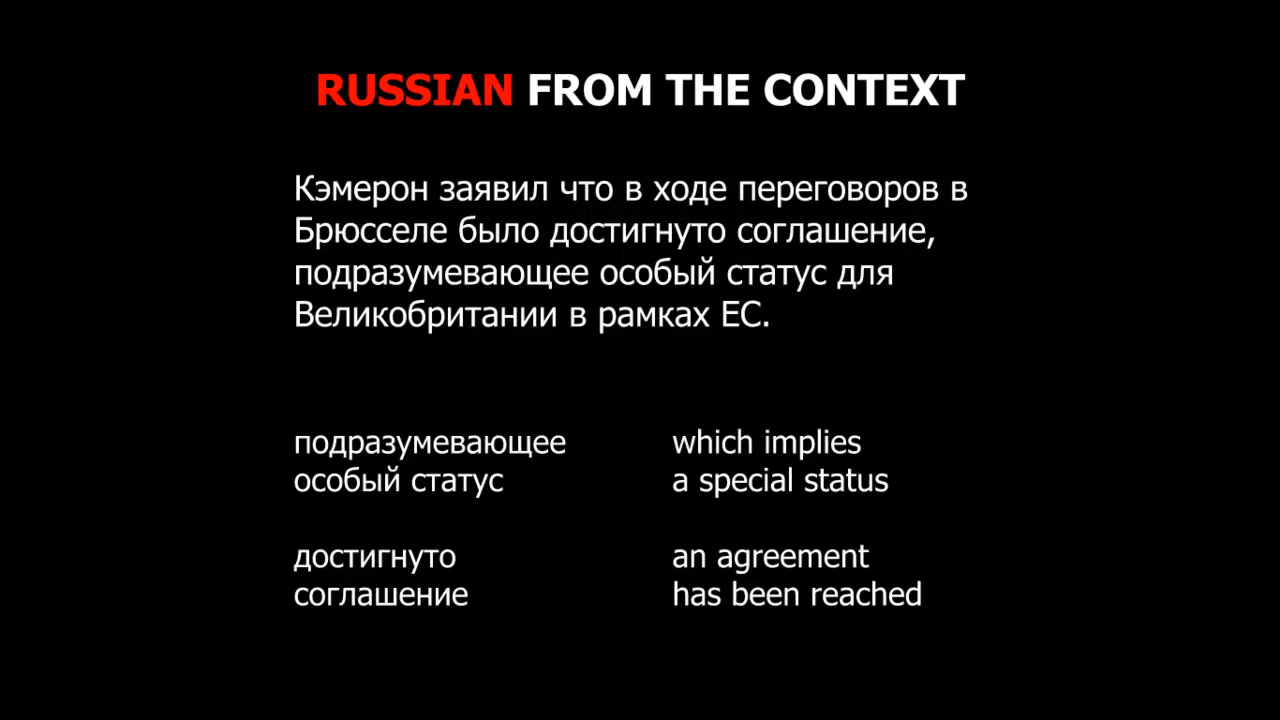 RUSSIAN FROM THE CONTEXT
Кэмерон заявил что в ходе переговоров в
Брюсселе было достигнуто соглашение,
подразумевающее особый статус для
Великобритании в рамках ЕС.
подразумевающее which implies
особый статус a special status
достигнуто an agreement
соглашение has been reached